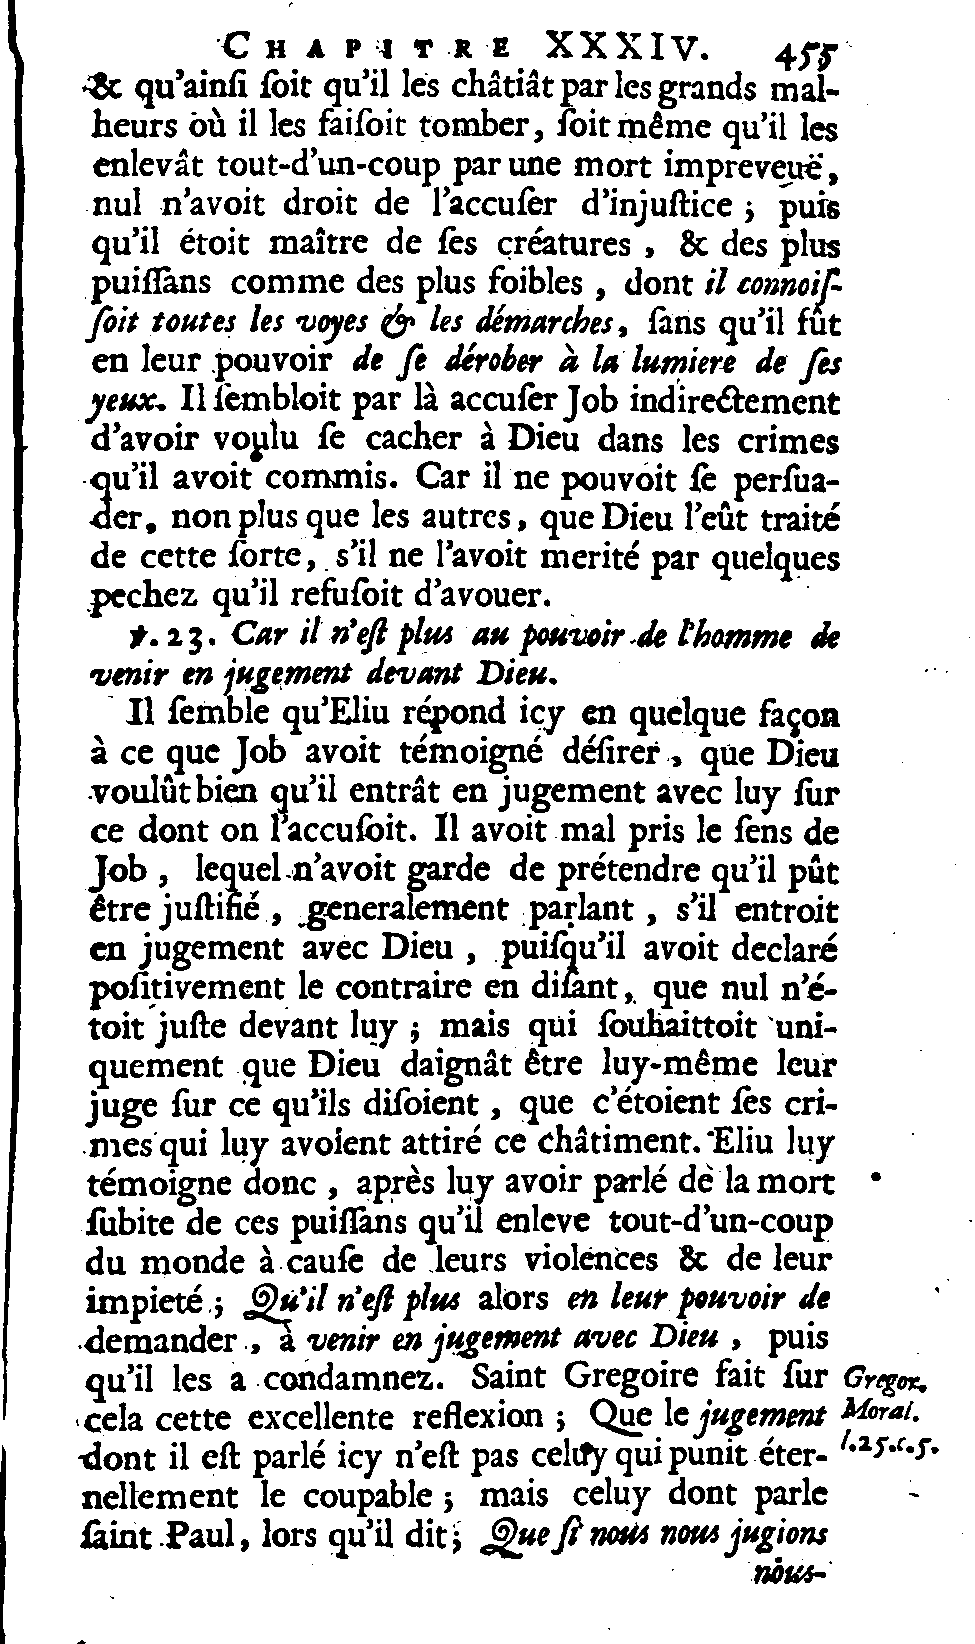 CHAPITRE XXXIV. 455
& qu'ainſi ſoit qu'il les châtiât par les grands mal-
heurs où il les faiſoit tomber, ſoit même qu'il les
enlevât tout-d'un-coup par une mort impreveuë,
nul n'avoit droit de l'accuſer d'injuſtice ; puis
qu'il étoit maître de ſes créatures , & des plus
puiſſans comme des plus foibles , dont il connoiſ-
ſoit toutes les voyes & les démarches, ſans qu'il fût
en leur pouvoir de ſe dérober à la lumiere de ſes
yeux. Il ſembloit par là accuſer Job indirectement
d'avoir voulu ſe cacher à Dieu dans les crimes
qu'il avoit commis. Car il ne pouvoit ſe perſua-
der, non plus que les autres, que Dieu l'eût traité
de cette ſorte, s'il ne l'avoit merité par quelques
pechez qu'il refuſoit d'avouer.
℣. 23. Car il n'eſt plus au pouvoir de l'homme de
venir en jugement devant Dieu.
Il ſemble qu'Eliu répond icy en quelque façon
à ce que Job avoit témoigné déſirer , que Dieu
voulût bien qu'il entrât en jugement avec luy ſur
ce dont on l'accuſoit. Il avoit mal pris le ſens de
Job , lequel n'avoit garde de prétendre qu'il pût
être juſtifié , generalement parlant , s'il entroit
en jugement avec Dieu , puiſqu'il avoit declaré
poſitivement le contraire en diſant, que nul n'é-
toit juſte devant luy ; mais qui ſouhaittoit uni-
quement que Dieu daignât être luy-même leur
juge ſur ce qu'ils diſoient , que c'étoient ſes cri-
mes qui luy avoient attiré ce châtiment. Eliu luy
témoigne donc , après luy avoir parlé de la mort
ſubite de ces puiſſans qu'il enleve tout-d'un-coup
du monde à cauſe de leurs violences & de leur
impieté ; Qu'il n'eſt plus alors en leur pouvoir de
demander , à venir en jugement avec Dieu , puis
qu'il les a condamnez. Saint Gregoire fait ſur Gregor.
cela cette excellente reflexion ; Que le jugement Moral.
dont il eſt parlé icy n'eſt pas celuy qui punit éter- l.25.c.5.
nellement le coupable ; mais celuy dont parle
ſaint Paul, lors qu'il dit ; Que ſi nous nous jugions
nous-